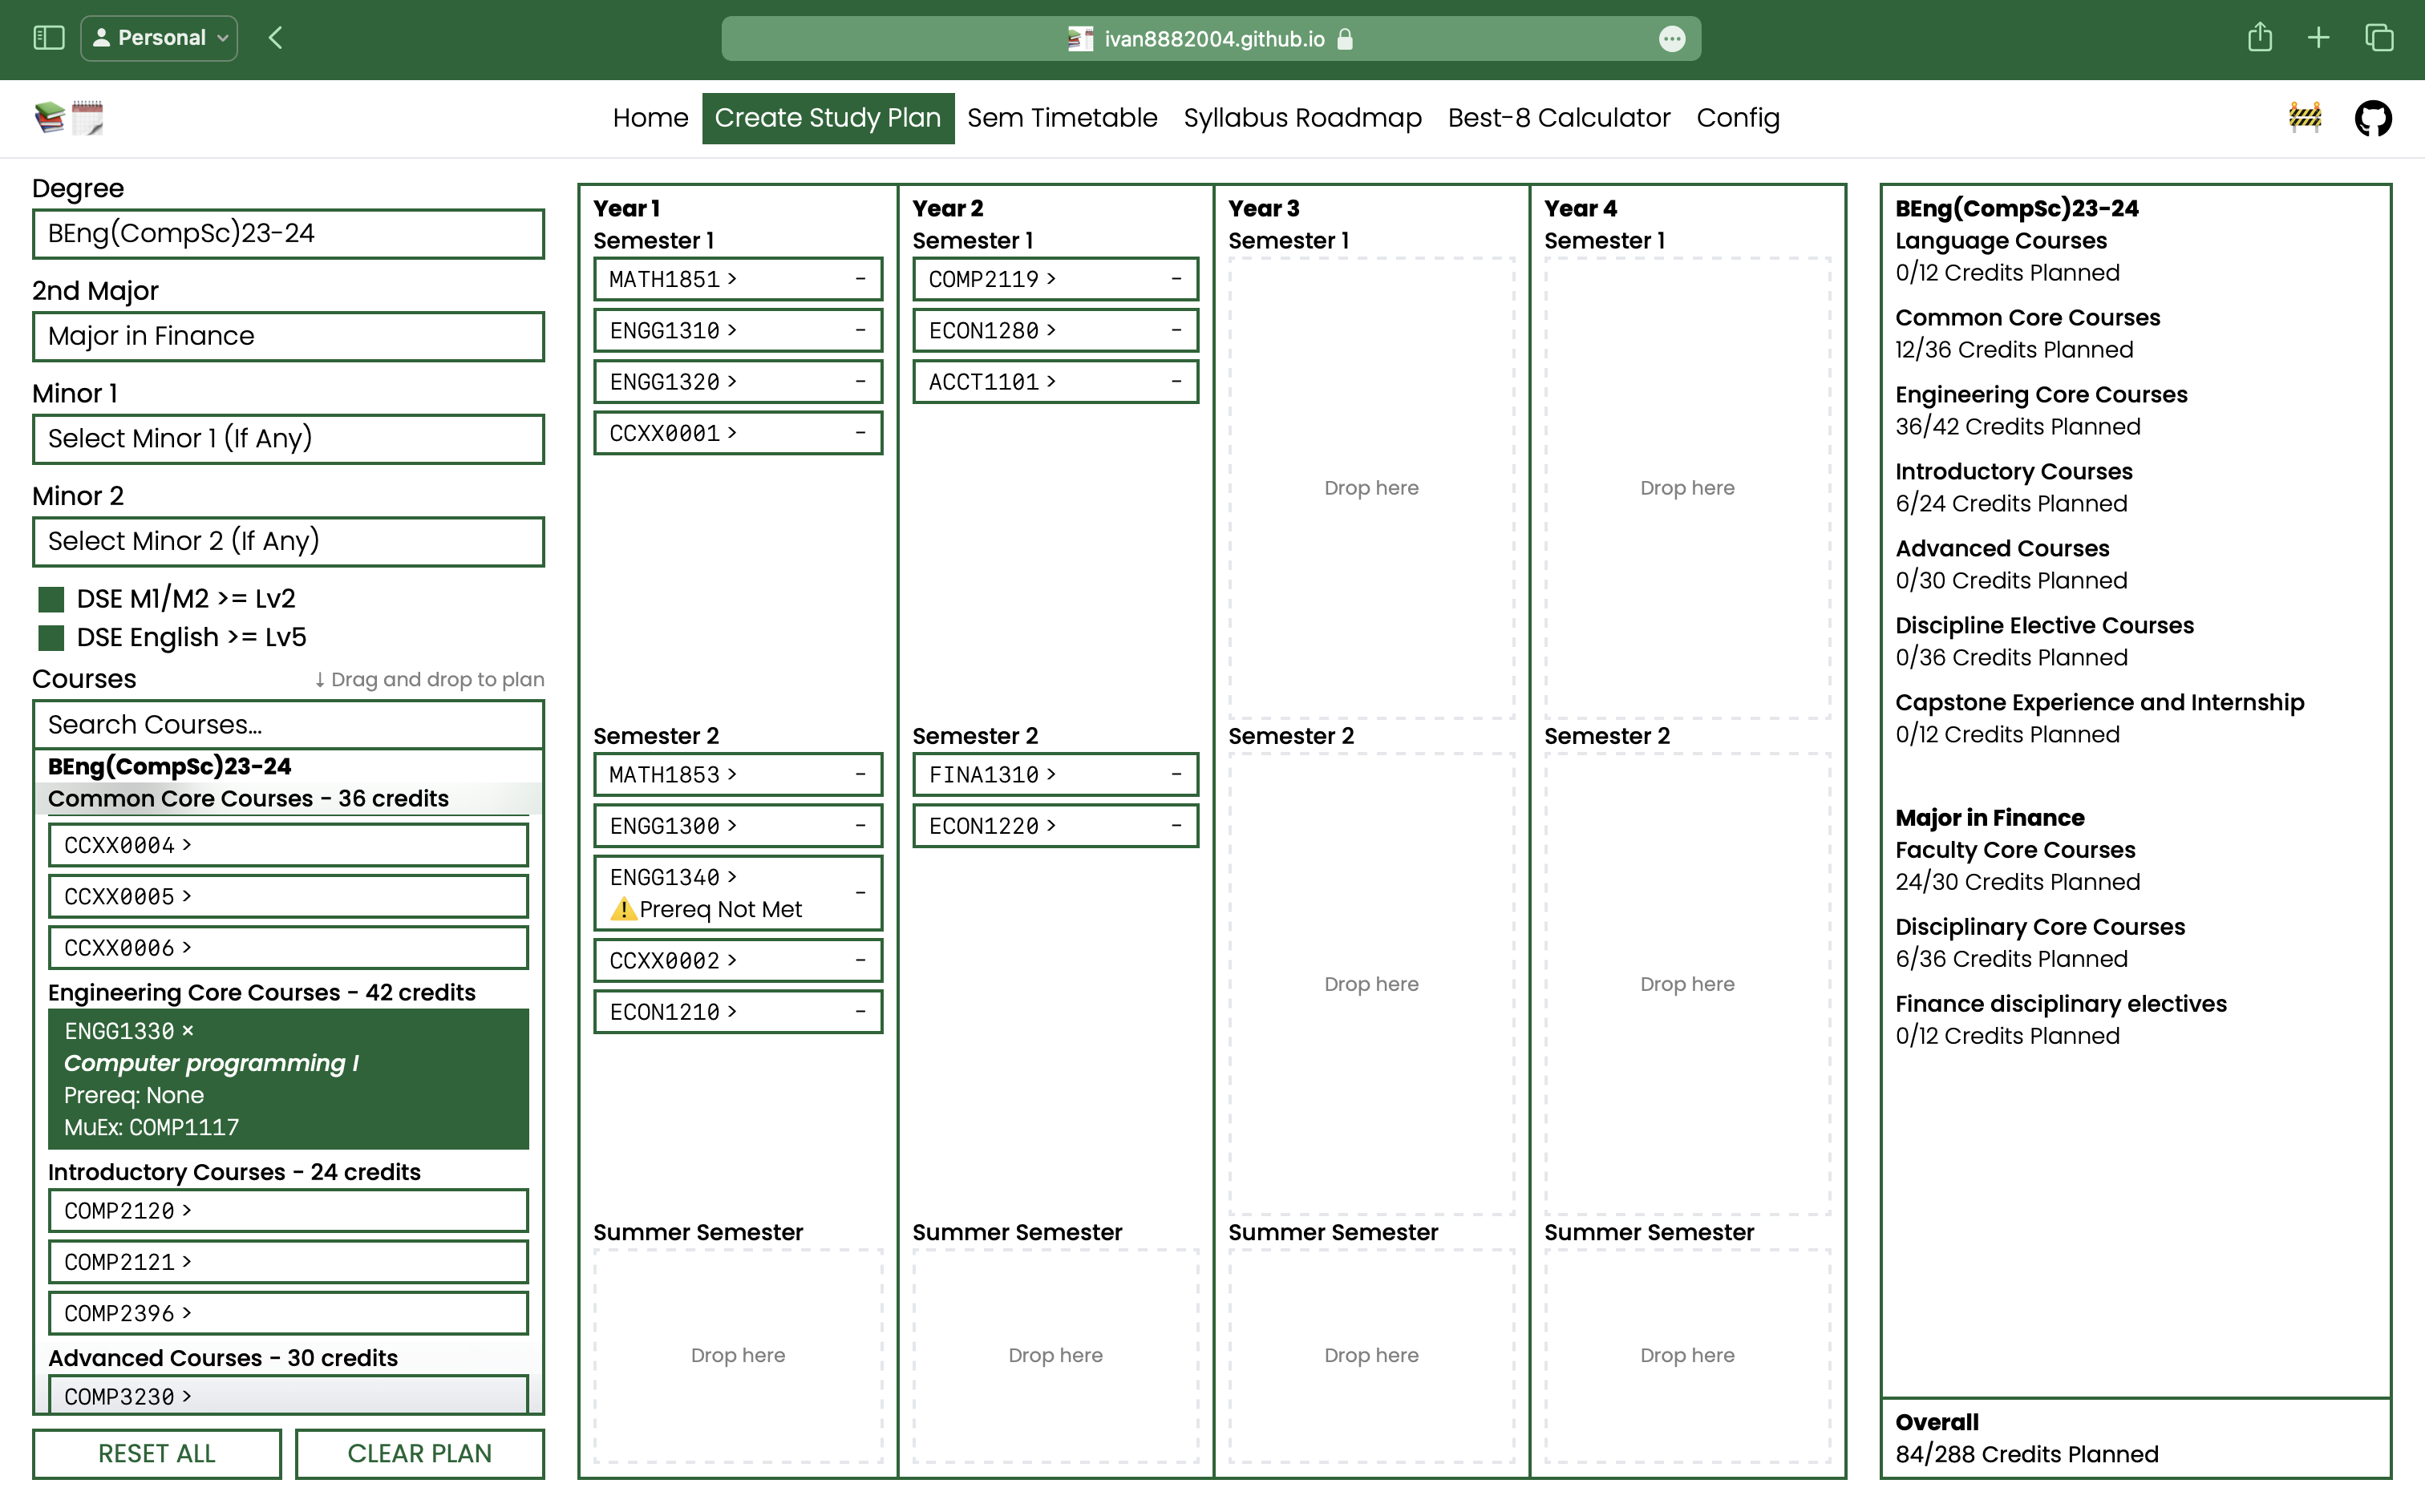 Personal
ivan8882004.github.io
Home
Create Study Plan
Sem Timetable
Syllabus Roadmap
Best-8 Calculator
Config
Degree
BEng(CompSc)23-24
2nd Major
Major in Finance
Minor 1
Select Minor 1 (If Any)
Minor 2
Select Minor 2 (If Any)
DSE M1/M2 >= Lv2
DSE English >= Lv5
Courses
↓ Drag and drop to plan
Search Courses...
BEng(CompSc)23-24
Common Core Courses - 36 credits
CCXX0004 >
CCXX0005 >
CCXX0006 >
Engineering Core Courses - 42 credits
ENGG1330 ×
Computer programming I
Prereq: None
MuEx: COMP1117
Introductory Courses - 24 credits
COMP2120 >
COMP2121 >
COMP2396 >
Advanced Courses - 30 credits
COMP3230 >
RESET ALL
CLEAR PLAN
Year 1
Semester 1
MATH1851 > -
ENGG1310 > -
ENGG1320 > -
CCXX0001 > -
Semester 2
MATH1853 > -
ENGG1300 > -
ENGG1340 > -
⚠️Prereq Not Met
CCXX0002 > -
ECON1210 > -
Summer Semester
Drop here
Year 2
Semester 1
COMP2119 > -
ECON1280 > -
ACCT1101 > -
Semester 2
FINA1310 > -
ECON1220 > -
Summer Semester
Drop here
Year 3
Semester 1
Drop here
Semester 2
Drop here
Summer Semester
Drop here
Year 4
Semester 1
Drop here
Semester 2
Drop here
Summer Semester
Drop here
BEng(CompSc)23-24
Language Courses
0/12 Credits Planned
Common Core Courses
12/36 Credits Planned
Engineering Core Courses
36/42 Credits Planned
Introductory Courses
6/24 Credits Planned
Advanced Courses
0/30 Credits Planned
Discipline Elective Courses
0/36 Credits Planned
Capstone Experience and Internship
0/12 Credits Planned
Major in Finance
Faculty Core Courses
24/30 Credits Planned
Disciplinary Core Courses
6/36 Credits Planned
Finance disciplinary electives
0/12 Credits Planned
Overall
84/288 Credits Planned